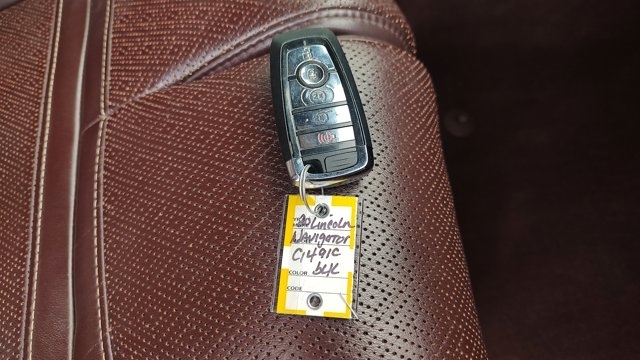 20 Lincoln
Navigator
C1491C
COLOR BLK
CODE